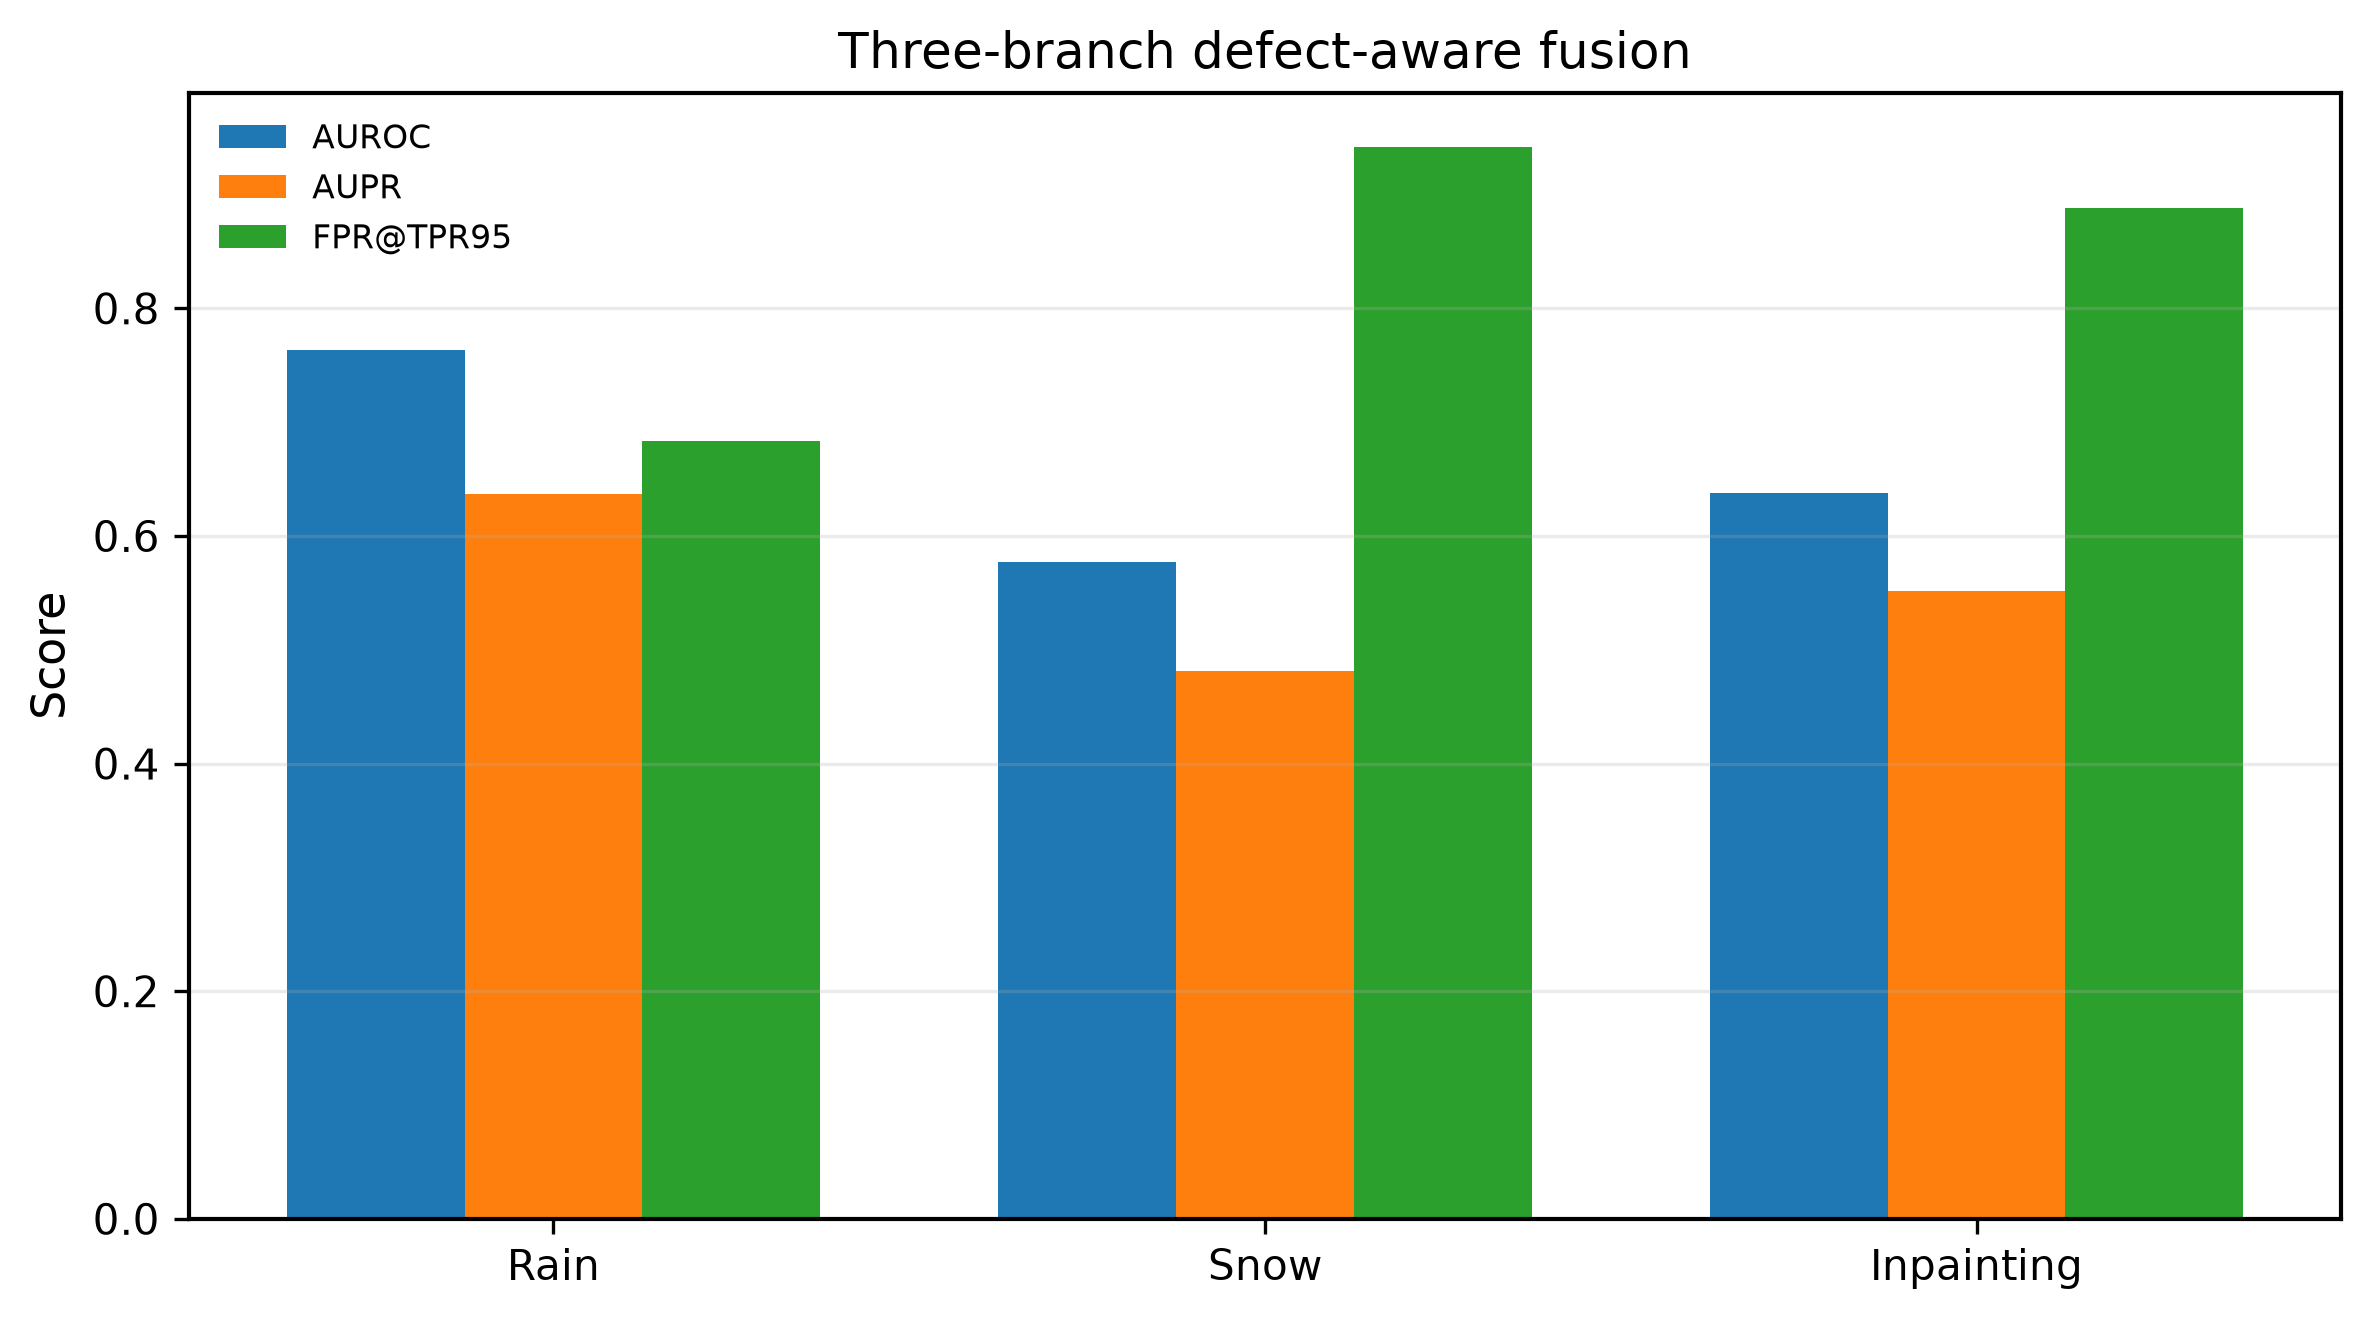 Three-branch defect-aware fusion
AUROC
AUPR
FPR@TPR95
0.8
0.6
0.4
0.2
0.0
Score
Rain
Snow
Inpainting